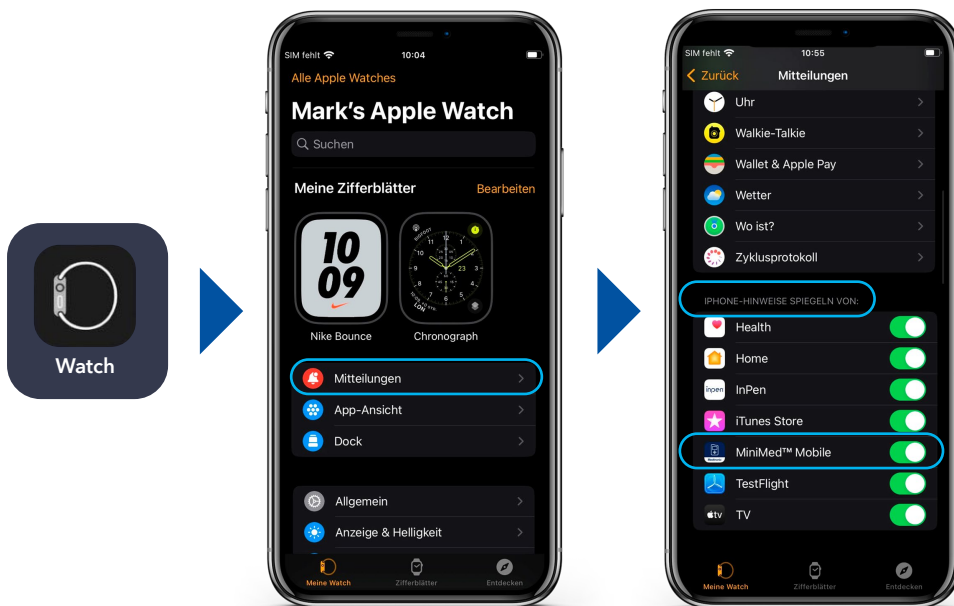 Watch
SIM fehlt 10:04
Alle Apple Watches
Mark's Apple Watch
Suchen
Meine Zifferblätter Bearbeiten
10
09
Nike Bounce Chronograph
Mitteilungen
App-Ansicht
Dock
Allgemein
Anzeige & Helligkeit
Meine Watch Zifferblätter Entdecken
SIM fehlt 10:55
Zurück Mitteilungen
Uhr
Walkie-Talkie
Wallet & Apple Pay
Wetter
Wo ist?
Zyklusprotokoll
IPHONE-HINWEISE SPIEGELN VON:
Health
Home
inpen InPen
iTunes Store
MiniMed™ Mobile
TestFlight
tv TV
Meine Watch Zifferblätter Entdecken